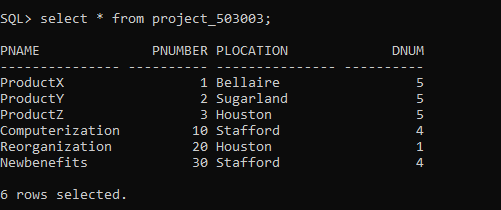 SQL> select * from project_503003;
PNAME PNUMBER PLOCATION DNUM
--------------- ---------- --------------- ----------
ProductX 1 Bellaire 5
ProductY 2 Sugarland 5
ProductZ 3 Houston 5
Computerization 10 Stafford 4
Reorganization 20 Houston 1
Newbenefits 30 Stafford 4
6 rows selected.